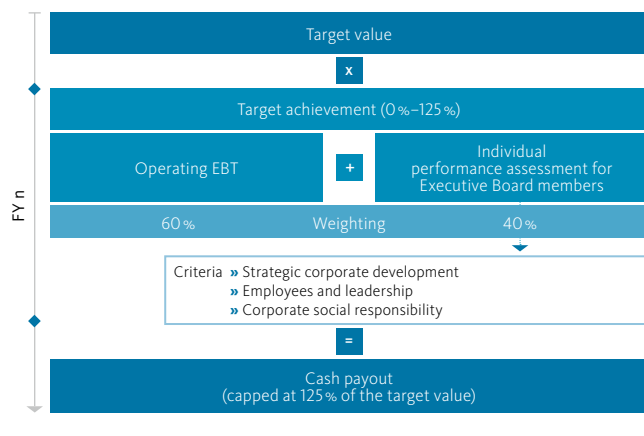 Target value
x
Target achievement (0 %–125 %)
Operating EBT
+
Individual
performance assessment for
Executive Board members
FY n
60 %
Weighting
40 %
Criteria » Strategic corporate development
» Employees and leadership
» Corporate social responsibility
=
Cash payout
(capped at 125 % of the target value)